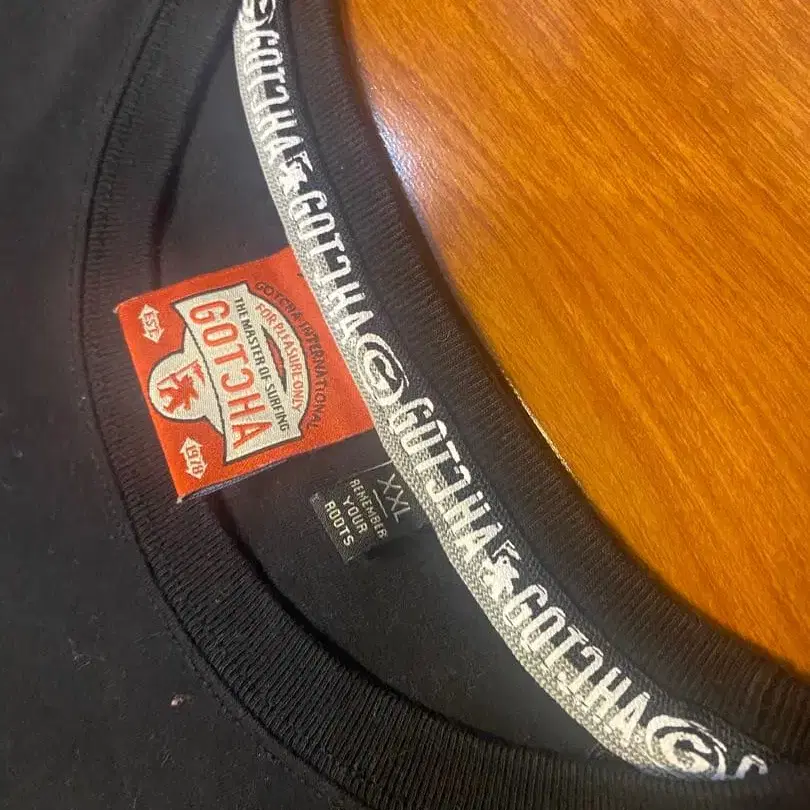 GOTCHA
GOTCHA
G
GOTCHA
GOTCHA
G
GOTCHA INTERNATIONAL
FOR PLEASURE ONLY
THE MASTER OF SURFING
GOTCHA
EST.
1978
XXL
REMEMBER
YOUR
ROOTS